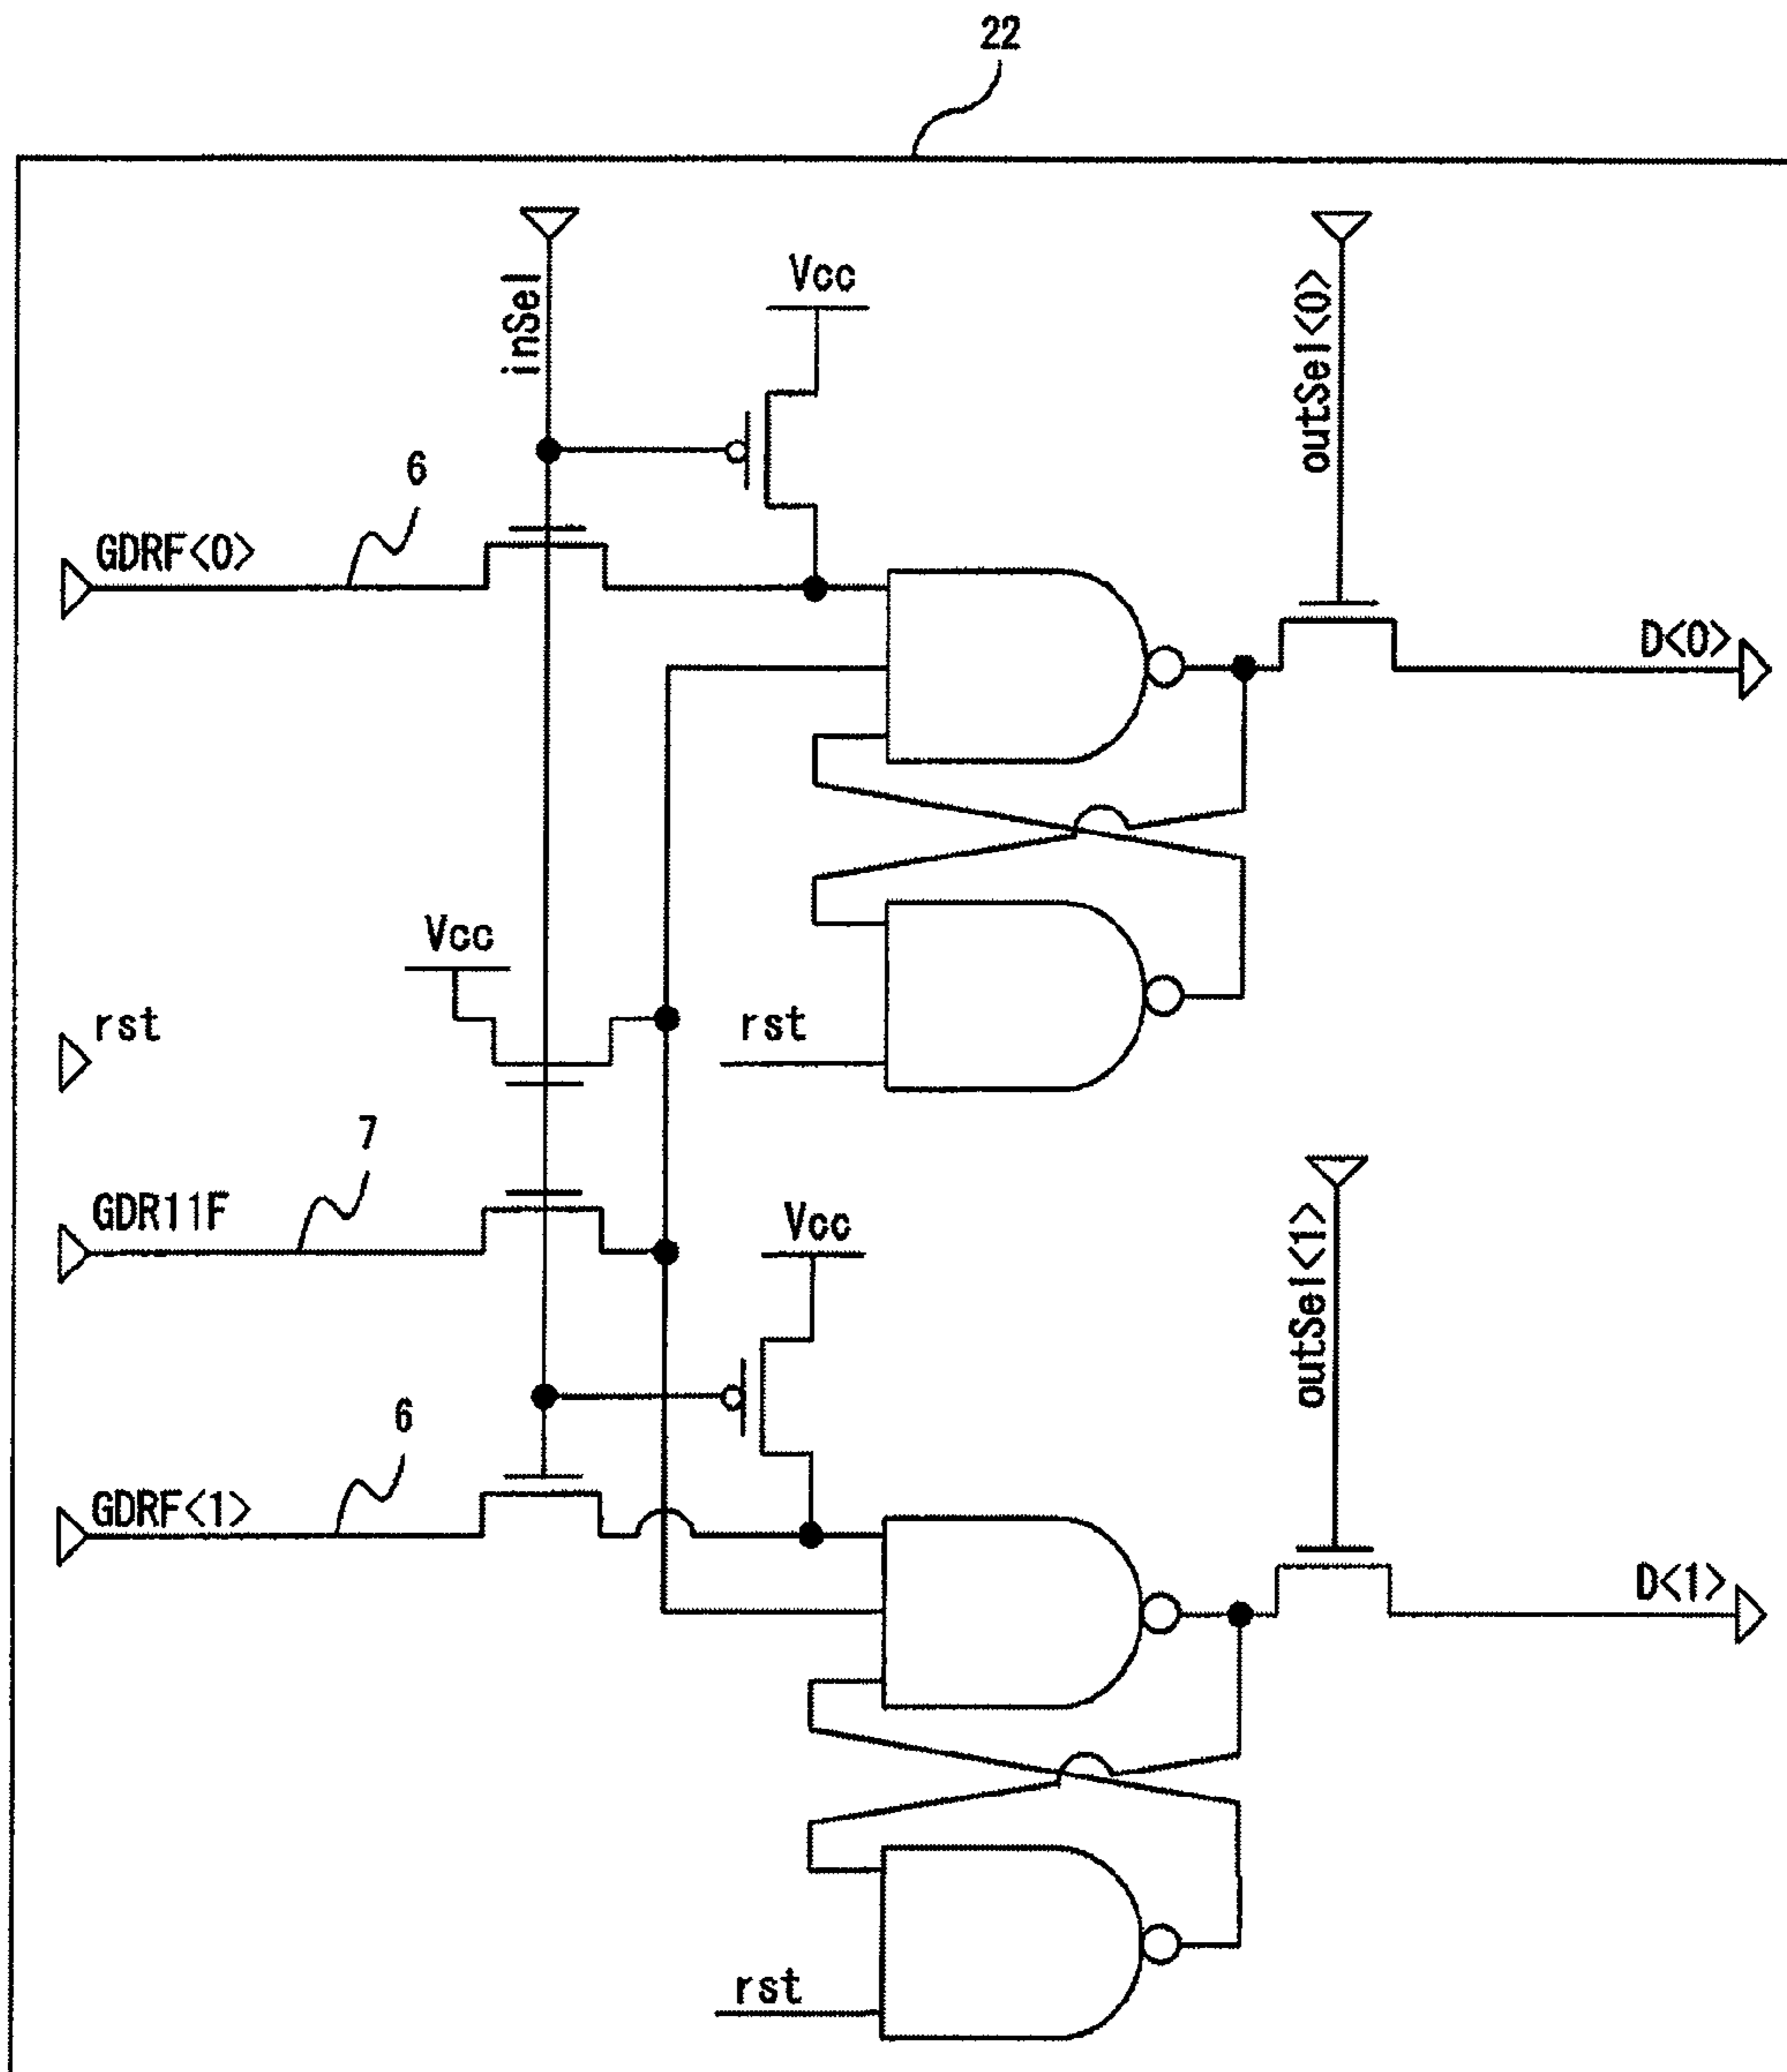 22
inSel
Vcc
outSel<0>
6
GDRF<0>
D<0>
Vcc
rst
rst
7
GDR11F
Vcc
outSel<1>
6
GDRF<1>
D<1>
rst